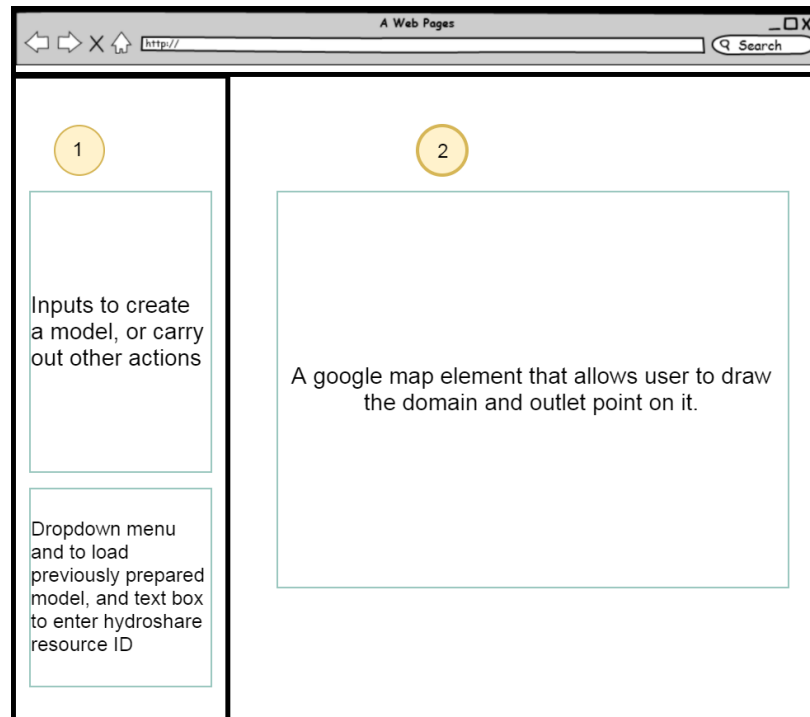 A Web Pages
http://
Search
1
2
Inputs to create
a model, or carry
out other actions
A google map element that allows user to draw
the domain and outlet point on it.
Dropdown menu
and to load
previously prepared
model, and text box
to enter hydroshare
resource ID